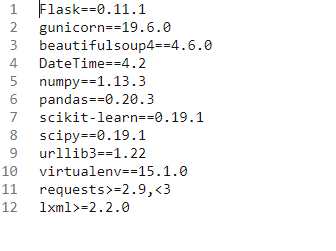 1 Flask==0.11.1
2 gunicorn==19.6.0
3 beautifulsoup4==4.6.0
4 DateTime==4.2
5 numpy==1.13.3
6 pandas==0.20.3
7 scikit-learn==0.19.1
8 scipy==0.19.1
9 urllib3==1.22
10 virtualenv==15.1.0
11 requests>=2.9,<3
12 lxml>=2.2.0